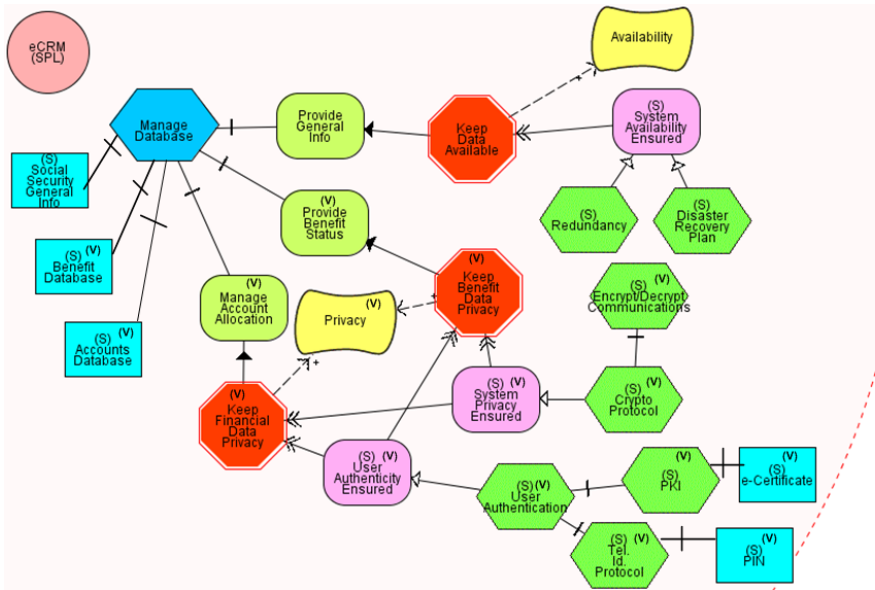 eCRM
(SPL)
Availability
Manage
Database
Provide
General
Info
Keep
Data
Available
(S)
System
Availability
Ensured
(S)
Social
Security
General
Info
(V)
Provide
Benefit
Status
(S)
Redundancy
(S)
Disaster
Recovery
Plan
(S) (V)
Benefit
Database
(V)
Keep
Benefit
Data
Privacy
(S) (V)
Encrypt/Decrypt
Communications
(V)
Manage
Account
Allocation
(V)
Privacy
+
+
+
(S) (V)
Accounts
Database
(V)
Keep
Financial
Data
Privacy
(S) (V)
System
Privacy
Ensured
(S) (V)
Crypto
Protocol
(S) (V)
User
Authenticity
Ensured
(S)(V)
User
Authentication
(V)
(S)
PKI
(V)
(S)
e-Certificate
(S) (V)
Tel.
Id.
Protocol
(V)
(S)
PIN